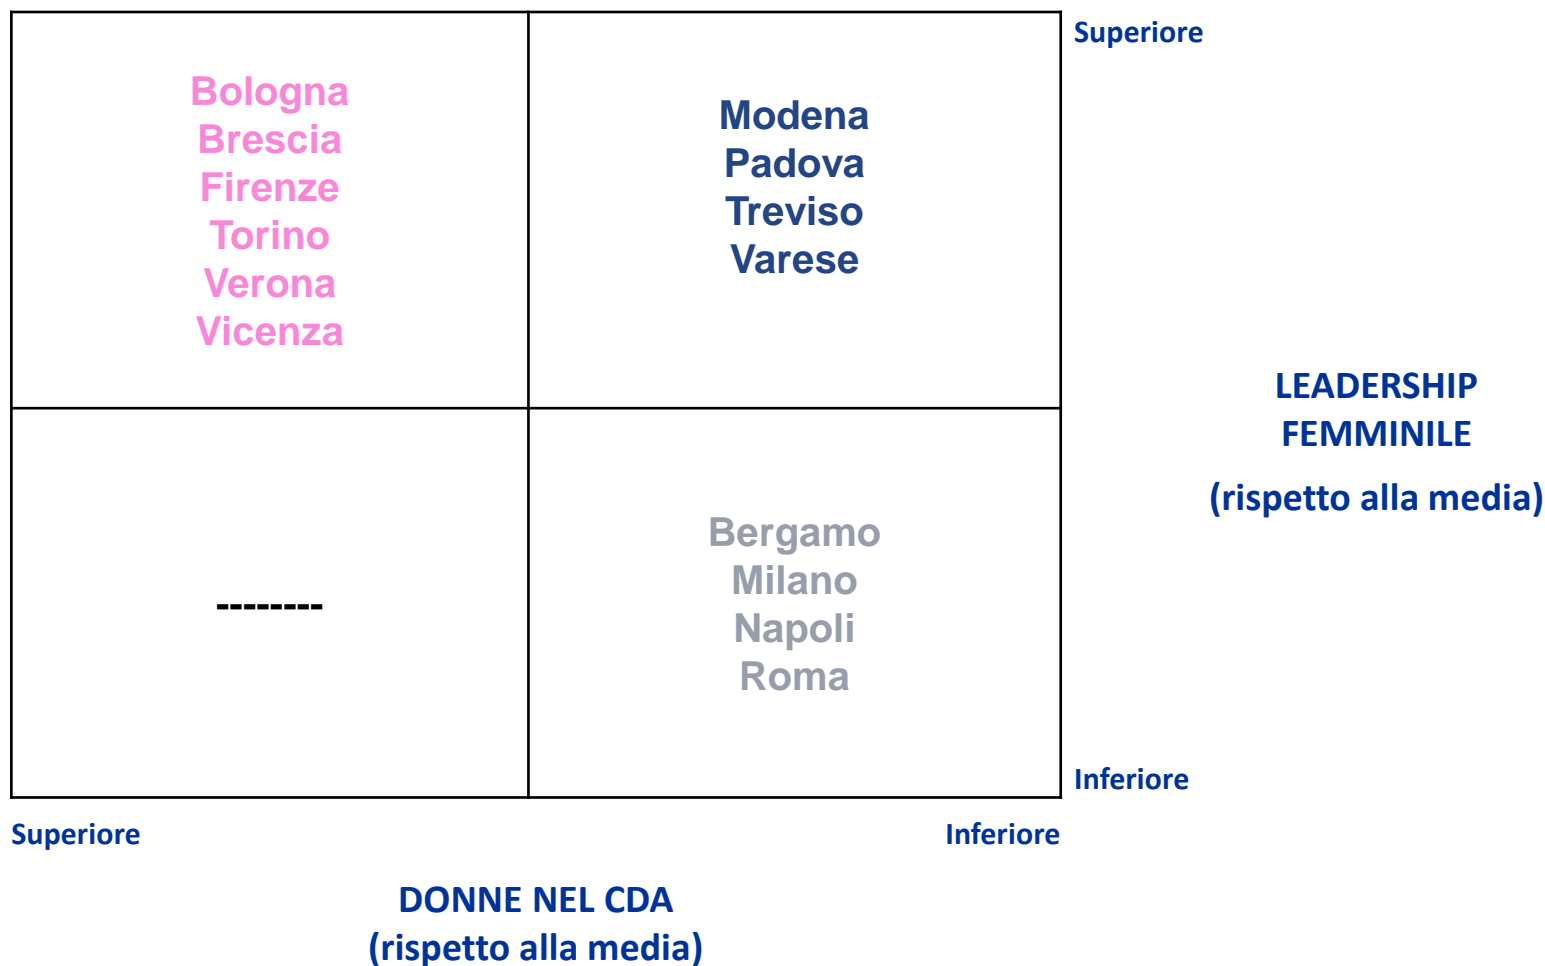 Superiore
Bologna
Brescia
Firenze
Torino
Verona
Vicenza
Modena
Padova
Treviso
Varese
LEADERSHIP
FEMMINILE
(rispetto alla media)
--------
Bergamo
Milano
Napoli
Roma
Inferiore
Superiore
Inferiore
DONNE NEL CDA
(rispetto alla media)